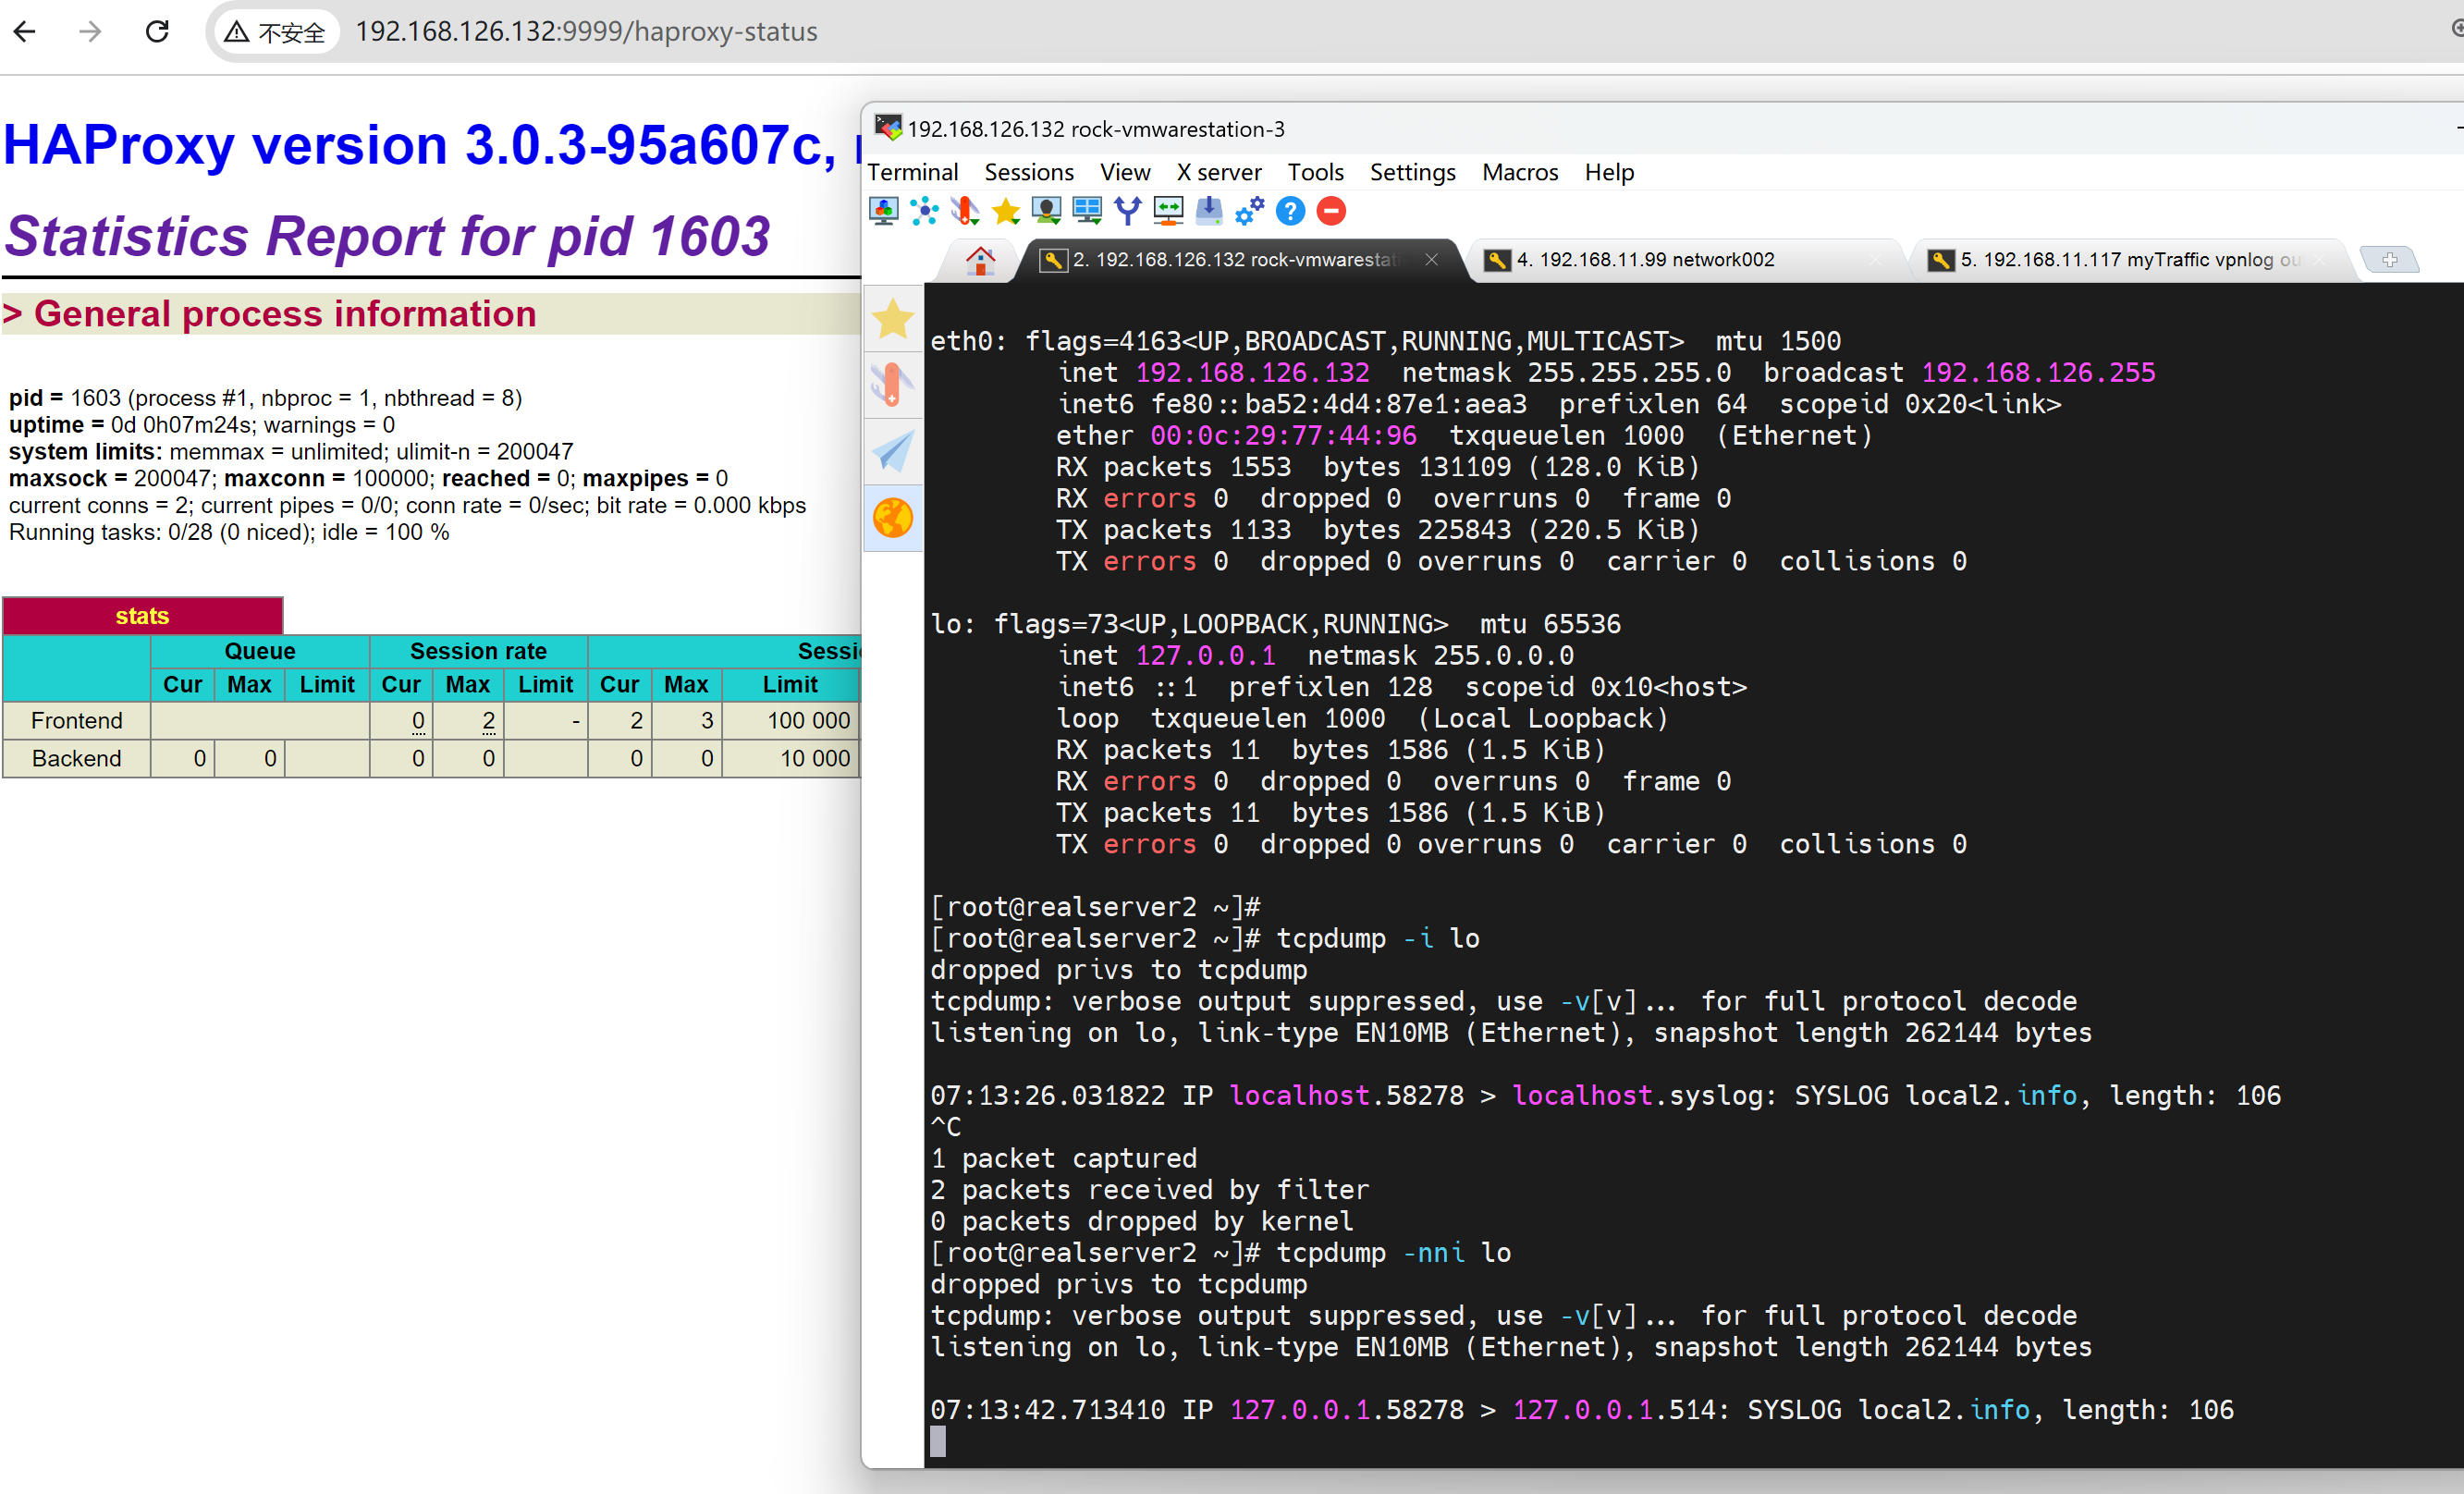 不安全 192.168.126.132:9999/haproxy-status
HAProxy version 3.0.3-95a607c,
Statistics Report for pid 1603
> General process information
pid = 1603 (process #1, nbproc = 1, nbthread = 8)
uptime = 0d 0h07m24s; warnings = 0
system limits: memmax = unlimited; ulimit-n = 200047
maxsock = 200047; maxconn = 100000; reached = 0; maxpipes = 0
current conns = 2; current pipes = 0/0; conn rate = 0/sec; bit rate = 0.000 kbps
Running tasks: 0/28 (0 niced); idle = 100 %
stats
Queue Session rate Sessi
Cur Max Limit Cur Max Limit Cur Max Limit
Frontend 0 2 - 2 3 100 000
Backend 0 0 0 0 0 0 10 000
192.168.126.132 rock-vmwarestation-3
Terminal Sessions View X server Tools Settings Macros Help
2. 192.168.126.132 rock-vmwarestat 4. 192.168.11.99 network002 5. 192.168.11.117 myTraffic vpnlog ou
eth0: flags=4163<UP,BROADCAST,RUNNING,MULTICAST>  mtu 1500
inet 192.168.126.132  netmask 255.255.255.0  broadcast 192.168.126.255
inet6 fe80::ba52:4d4:87e1:aea3  prefixlen 64  scopeid 0x20<link>
ether 00:0c:29:77:44:96  txqueuelen 1000  (Ethernet)
RX packets 1553  bytes 131109 (128.0 KiB)
RX errors 0  dropped 0  overruns 0  frame 0
TX packets 1133  bytes 225843 (220.5 KiB)
TX errors 0  dropped 0 overruns 0  carrier 0  collisions 0
lo: flags=73<UP,LOOPBACK,RUNNING>  mtu 65536
inet 127.0.0.1  netmask 255.0.0.0
inet6 ::1  prefixlen 128  scopeid 0x10<host>
loop  txqueuelen 1000  (Local Loopback)
RX packets 11  bytes 1586 (1.5 KiB)
RX errors 0  dropped 0  overruns 0  frame 0
TX packets 11  bytes 1586 (1.5 KiB)
TX errors 0  dropped 0 overruns 0  carrier 0  collisions 0
[root@realserver2 ~]#
[root@realserver2 ~]# tcpdump -i lo
dropped privs to tcpdump
tcpdump: verbose output suppressed, use -v[v]... for full protocol decode
listening on lo, link-type EN10MB (Ethernet), snapshot length 262144 bytes
07:13:26.031822 IP localhost.58278 > localhost.syslog: SYSLOG local2.info, length: 106
^C
1 packet captured
2 packets received by filter
0 packets dropped by kernel
[root@realserver2 ~]# tcpdump -nni lo
dropped privs to tcpdump
tcpdump: verbose output suppressed, use -v[v]... for full protocol decode
listening on lo, link-type EN10MB (Ethernet), snapshot length 262144 bytes
07:13:42.713410 IP 127.0.0.1.58278 > 127.0.0.1.514: SYSLOG local2.info, length: 106